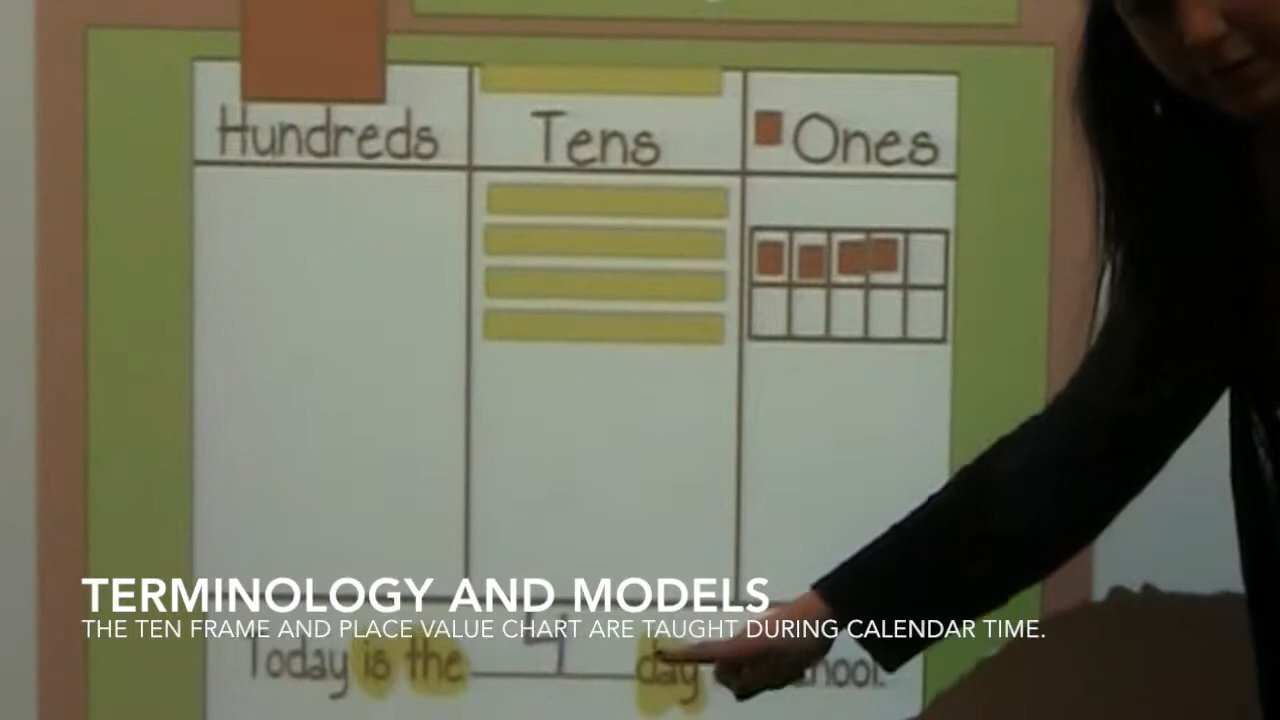 Hundreds Tens Ones
TERMINOLOGY AND MODELS
THE TEN FRAME AND PLACE VALUE CHART ARE TAUGHT DURING CALENDAR TIME.
Today is the 4 day